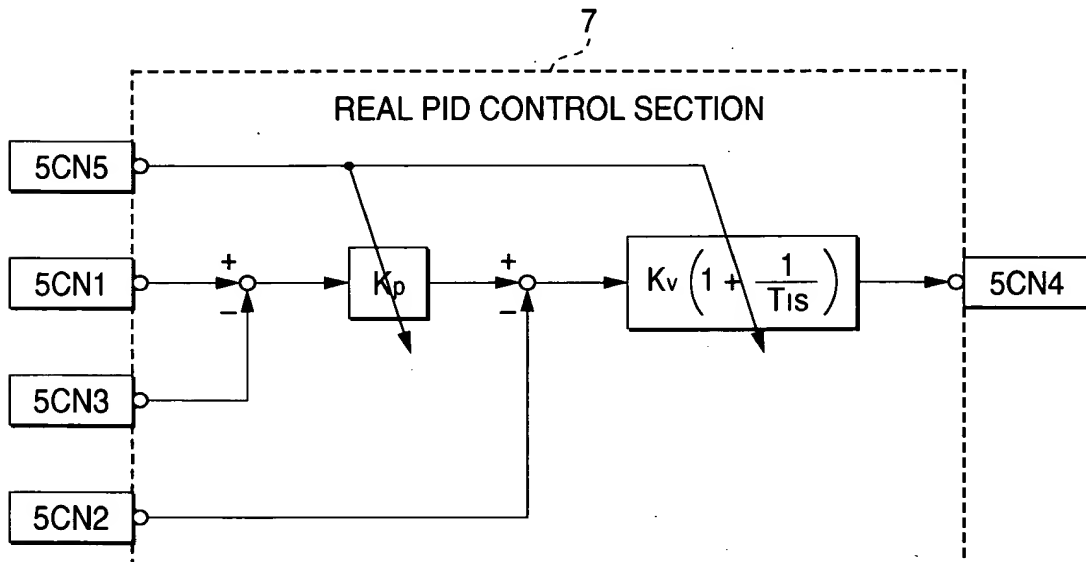 7
REAL PID CONTROL SECTION
5CN5
5CN1
+
−
Kp
+
−
Kv ( 1 + 1/TIs )
5CN4
5CN3
5CN2